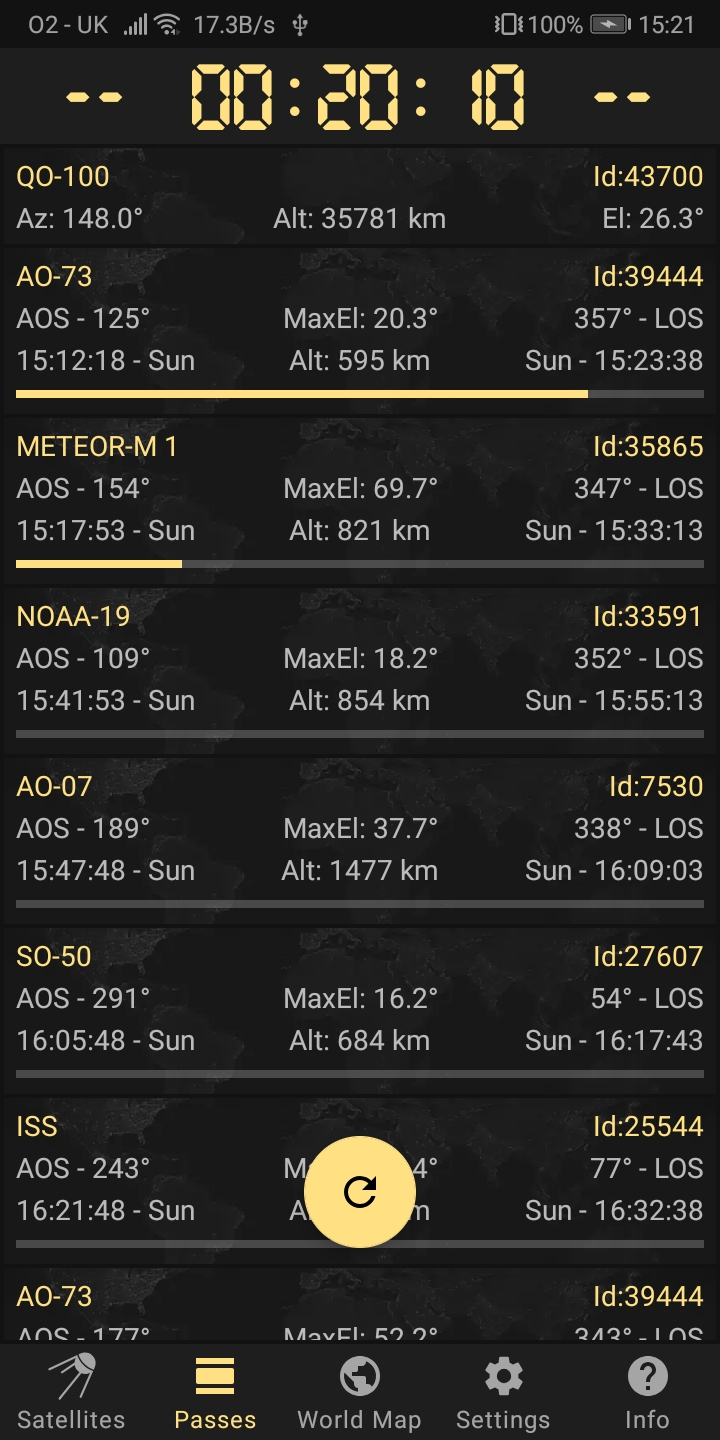 O2 - UK 17.3B/s 100% 15:21
-- 00:20:10 --
QO-100 Id:43700
Az: 148.0° Alt: 35781 km El: 26.3°
AO-73 Id:39444
AOS - 125° MaxEl: 20.3° 357° - LOS
15:12:18 - Sun Alt: 595 km Sun - 15:23:38
METEOR-M 1 Id:35865
AOS - 154° MaxEl: 69.7° 347° - LOS
15:17:53 - Sun Alt: 821 km Sun - 15:33:13
NOAA-19 Id:33591
AOS - 109° MaxEl: 18.2° 352° - LOS
15:41:53 - Sun Alt: 854 km Sun - 15:55:13
AO-07 Id:7530
AOS - 189° MaxEl: 37.7° 338° - LOS
15:47:48 - Sun Alt: 1477 km Sun - 16:09:03
SO-50 Id:27607
AOS - 291° MaxEl: 16.2° 54° - LOS
16:05:48 - Sun Alt: 684 km Sun - 16:17:43
ISS Id:25544
AOS - 243° 77° - LOS
16:21:48 - Sun Sun - 16:32:38
AO-73 Id:39444
AOS - 177° MaxEl: 52.2° 343° - LOS
Satellites Passes World Map Settings Info